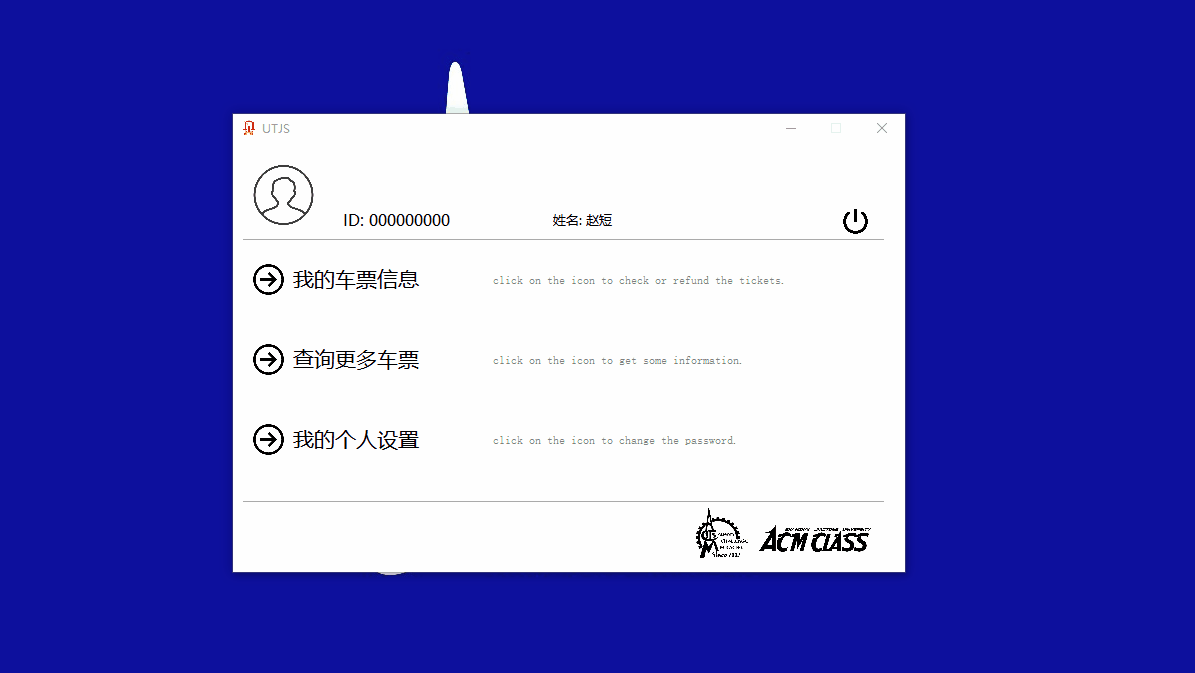 UTJS
ID: 000000000
姓名: 赵短
我的车票信息
click on the icon to check or refund the tickets.
查询更多车票
click on the icon to get some information.
我的个人设置
click on the icon to change the password.
ACM CLASS